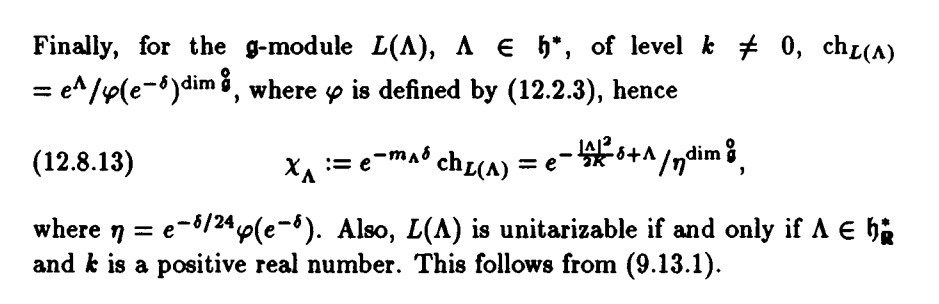 Finally, for the 𝔤-module L(Λ), Λ ∈ 𝔥*, of level k ≠ 0, ch_{L(Λ)}
= e^Λ/φ(e^{−δ})^{dim 𝔤̊}, where φ is defined by (12.2.3), hence
(12.8.13) χ_Λ := e^{−m_Λ δ} ch_{L(Λ)} = e^{−\frac{|Λ|²}{2K}δ+Λ}/η^{dim 𝔤̊},
where η = e^{−δ/24}φ(e^{−δ}). Also, L(Λ) is unitarizable if and only if Λ ∈ 𝔥*_𝐑
and k is a positive real number. This follows from (9.13.1).